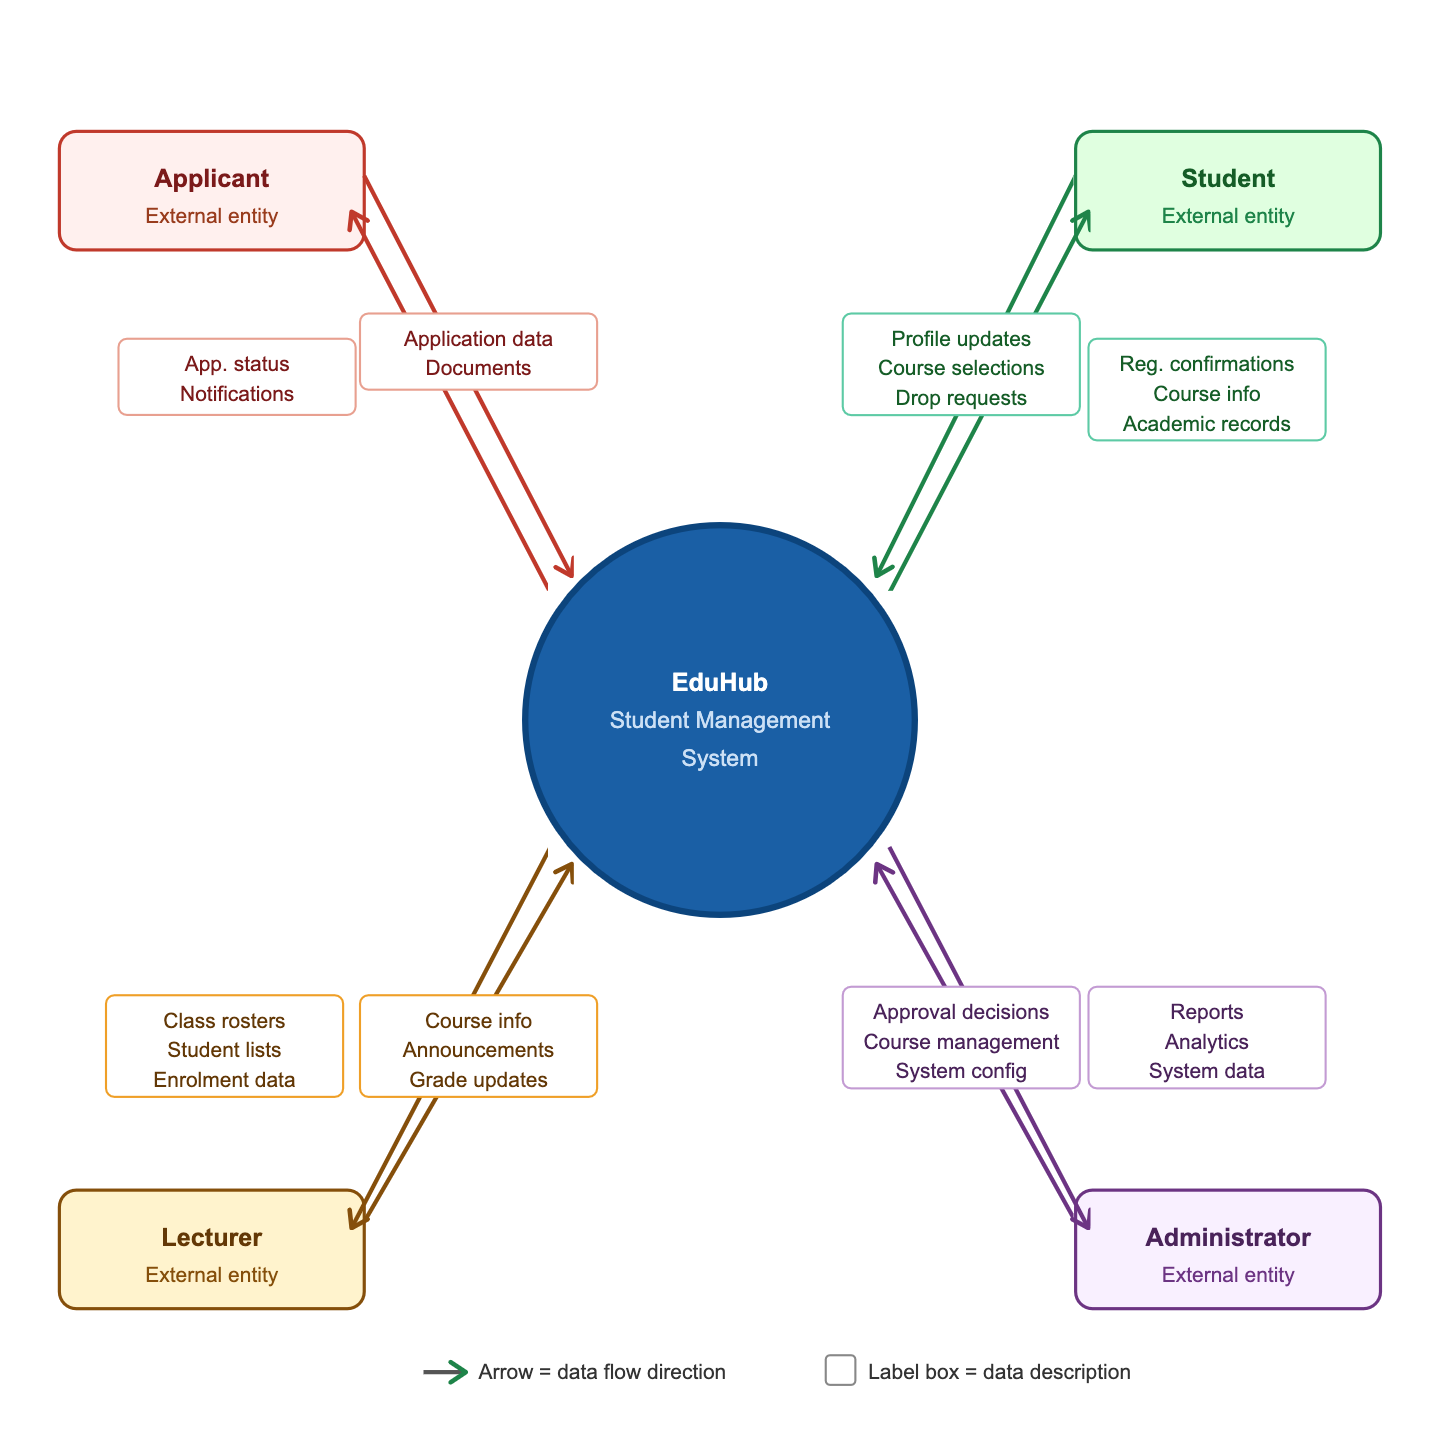 Applicant
External entity
Student
External entity
App. status
Notifications
Application data
Documents
Profile updates
Course selections
Drop requests
Reg. confirmations
Course info
Academic records
EduHub
Student Management
System
Class rosters
Student lists
Enrolment data
Course info
Announcements
Grade updates
Approval decisions
Course management
System config
Reports
Analytics
System data
Lecturer
External entity
Administrator
External entity
Arrow = data flow direction
Label box = data description